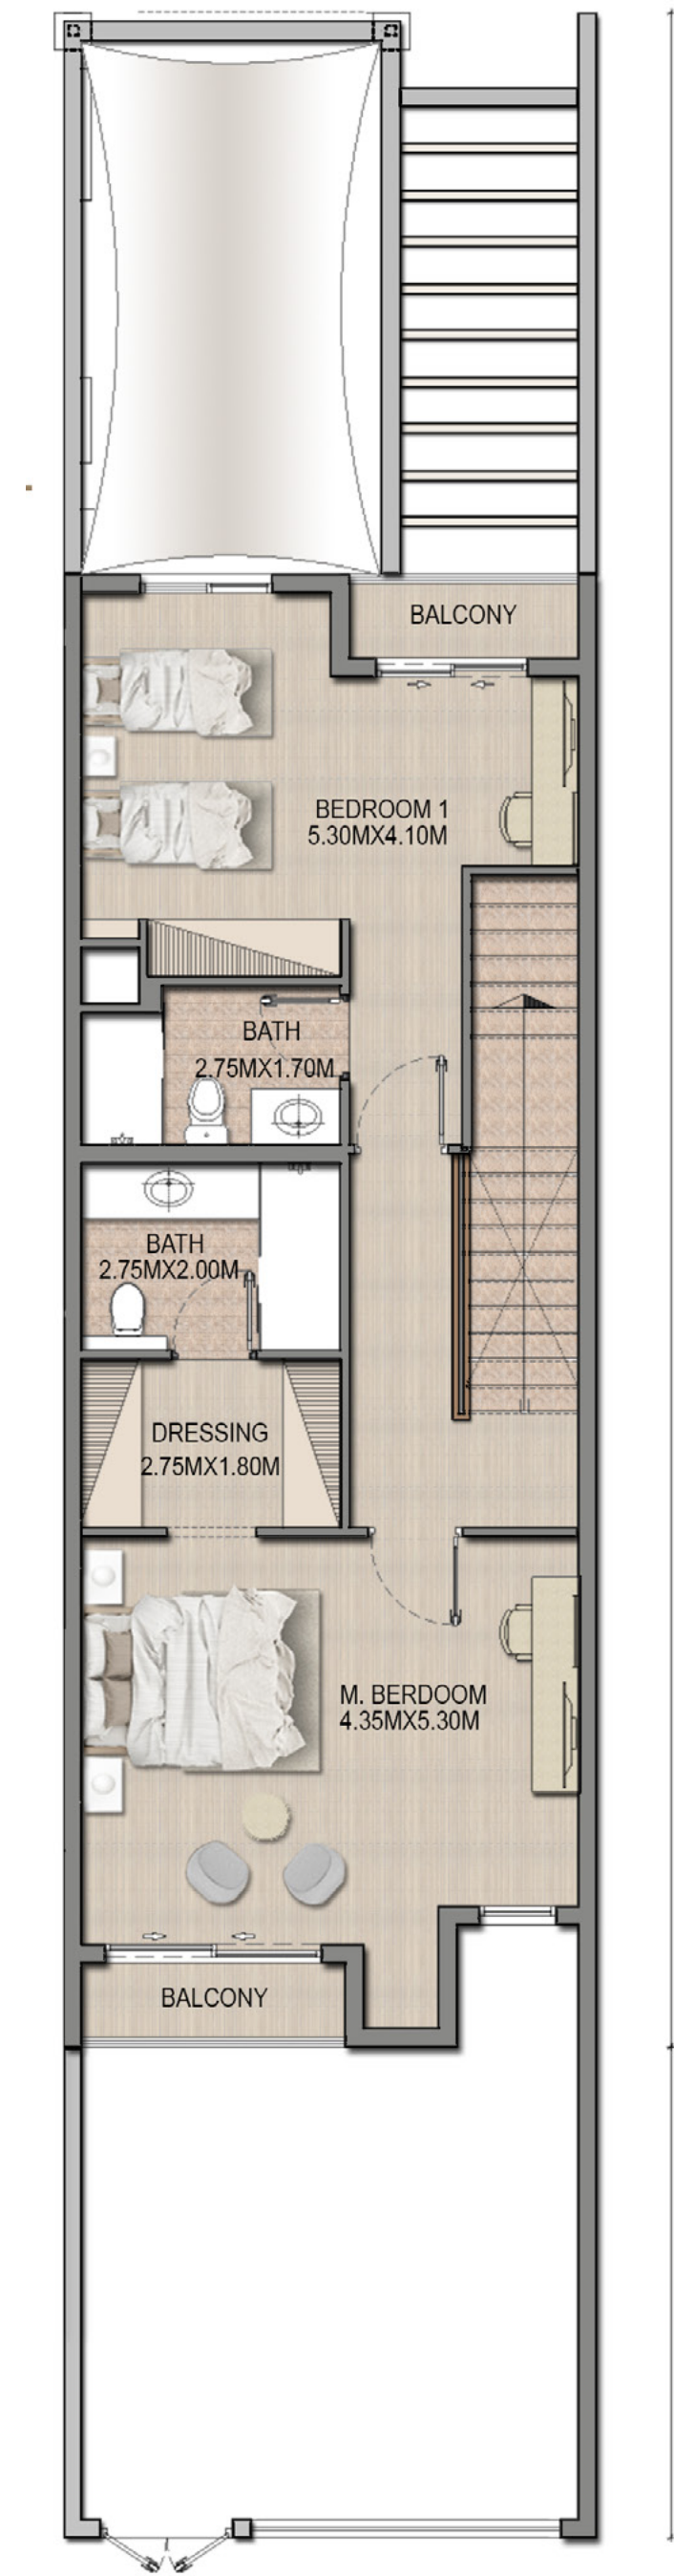 BALCONY
BEDROOM 1
5.30MX4.10M
BATH
2.75MX1.70M
BATH
2.75MX2.00M
DRESSING
2.75MX1.80M
M. BERDOOM
4.35MX5.30M
BALCONY